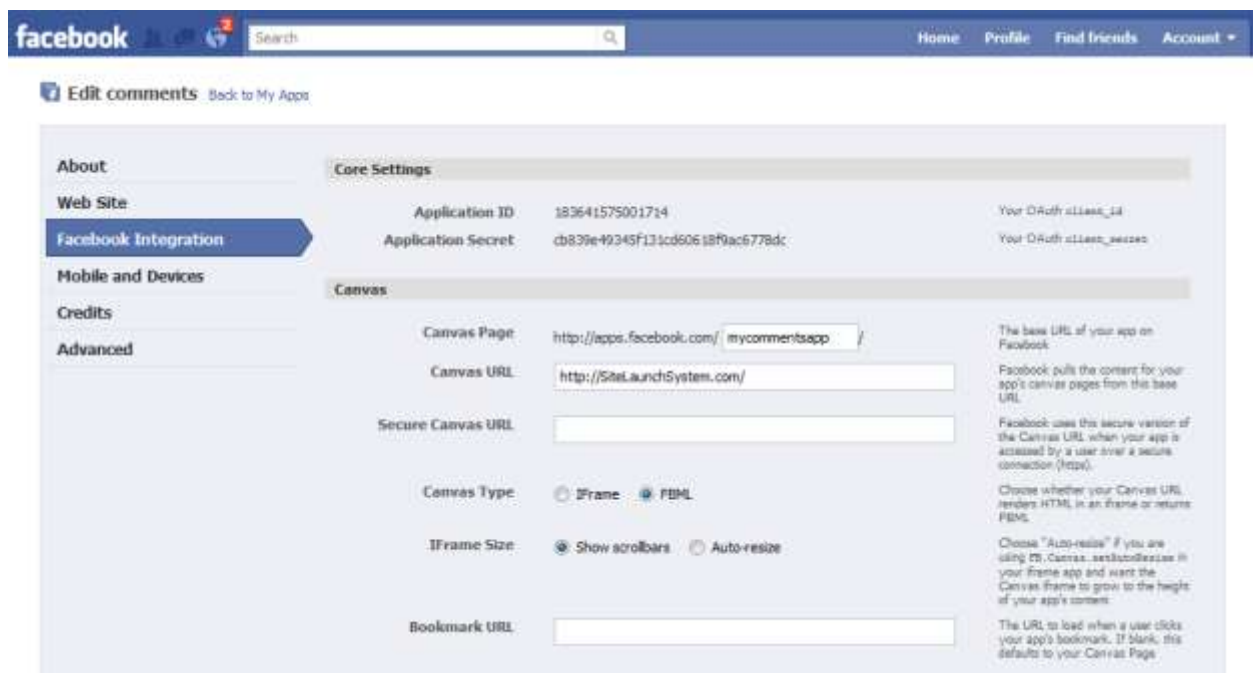 facebook
2
Search
Home Profile Find friends Account
Edit comments Back to My Apps
About
Web Site
Facebook Integration
Mobile and Devices
Credits
Advanced
Core Settings
Application ID 183641575001714 Your OAuth client_id
Application Secret cb839e49345f131cd60618f9ac6778dc Your OAuth client_secret
Canvas
Canvas Page http://apps.facebook.com/ mycommentsapp /
The base URL of your app on
Facebook
Canvas URL http://SiteLaunchSystem.com/
Facebook pulls the content for your
app's canvas pages from this base
URL
Secure Canvas URL
Facebook uses this secure version of
the Canvas URL when your app is
accessed by a user over a secure
connection (https).
Canvas Type IFrame FBML
Choose whether your Canvas URL
renders HTML in an iframe or returns
FBML
IFrame Size Show scrollbars Auto-resize
Choose "Auto-resize" if you are
using FB.Canvas.setAutoResize in
your iframe app and want the
Canvas iframe to grow to the height
of your app's content
Bookmark URL
The URL to load when a user clicks
your app's bookmark. If blank, this
defaults to your Canvas Page